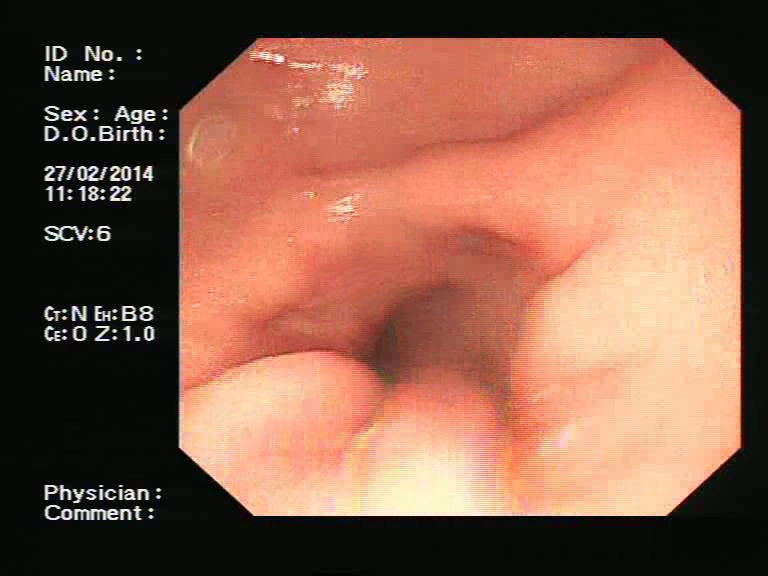 ID No. :
Name:
Sex: Age:
D.O.Birth:
27/02/2014
11:18:22
SCV:6
CT:N EH:B8
CE:0 Z:1.0
Physician:
Comment: